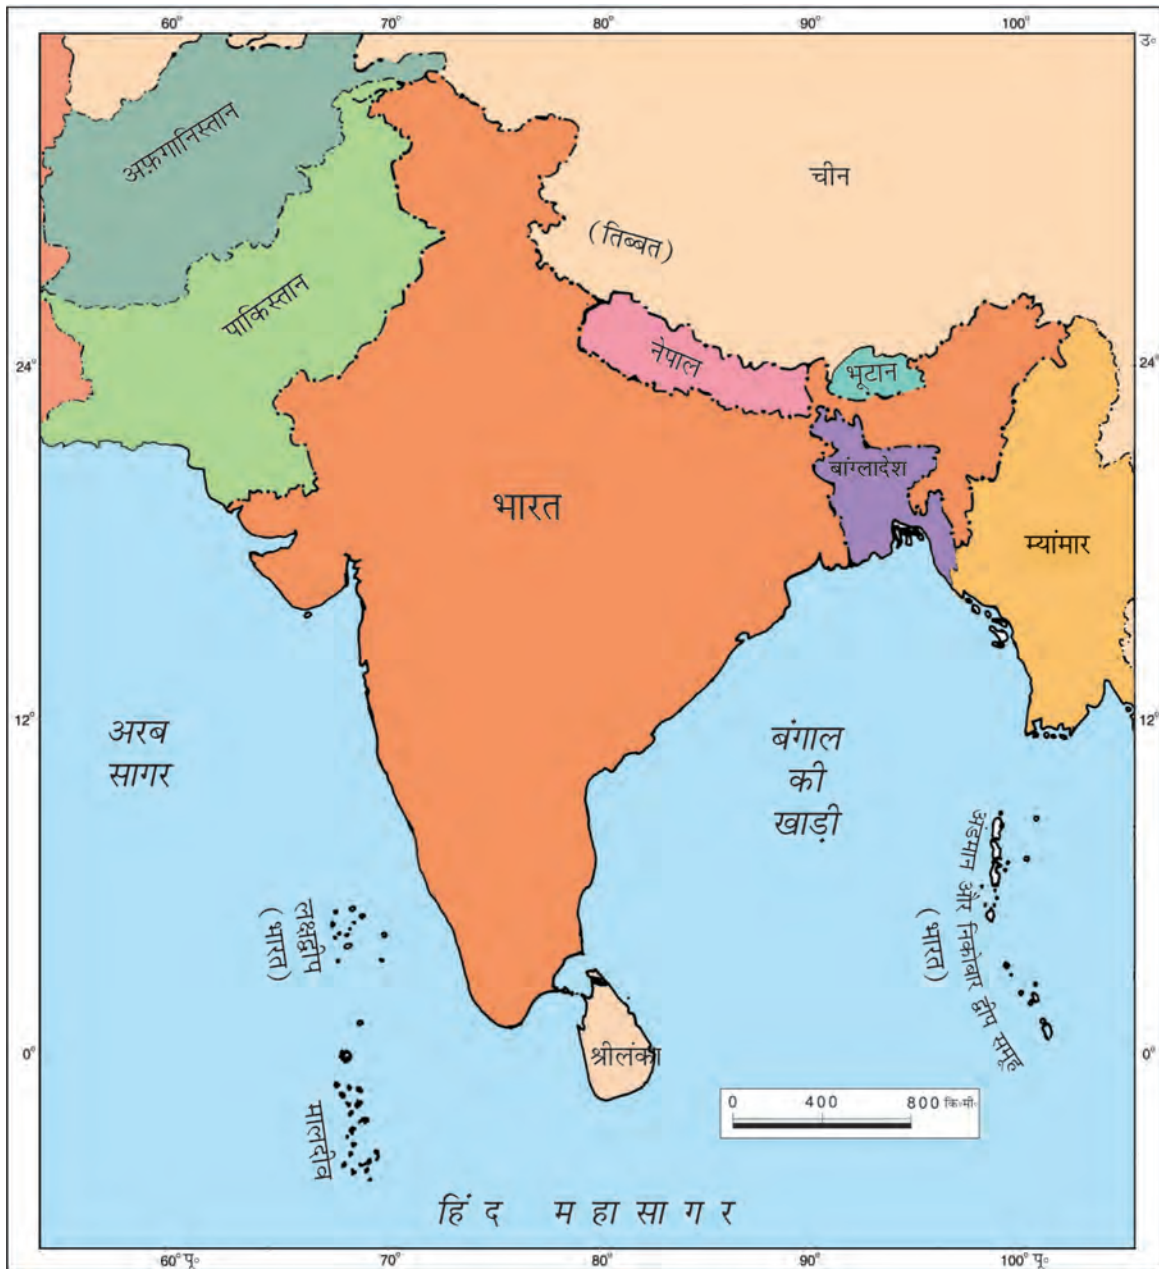 60° 70° 80° 90° 100°
उ॰
अफ़गानिस्तान
चीन
(तिब्बत)
पाकिस्तान
24° 24°
नेपाल
भूटान
बांग्लादेश
भारत
म्यांमार
12° 12°
अरब
सागर
बंगाल
की
खाड़ी
अंडमान और निकोबार द्वीप समूह
(भारत)
लक्षद्वीप
(भारत)
0° 0°
श्रीलंका
0 400 800 कि॰मी॰
मालदीव
हिंद महासागर
60° पू॰ 70° 80° 90° 100° पू॰